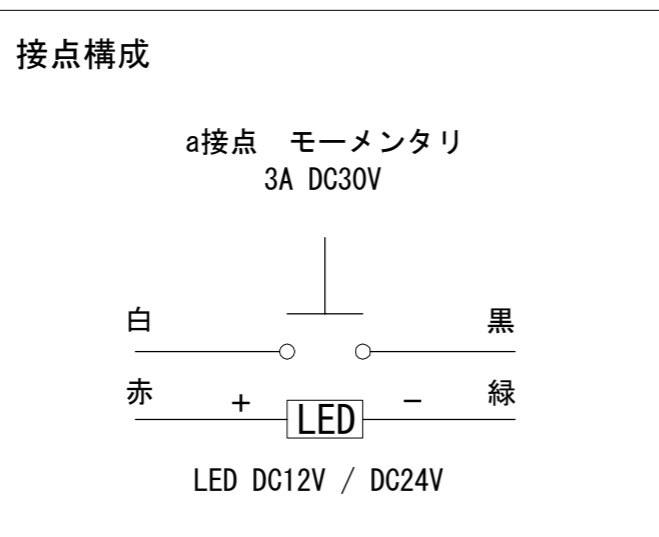 接点構成
a接点　モーメンタリ
3A DC30V
白 黒
赤 + − 緑
LED
LED DC12V / DC24V